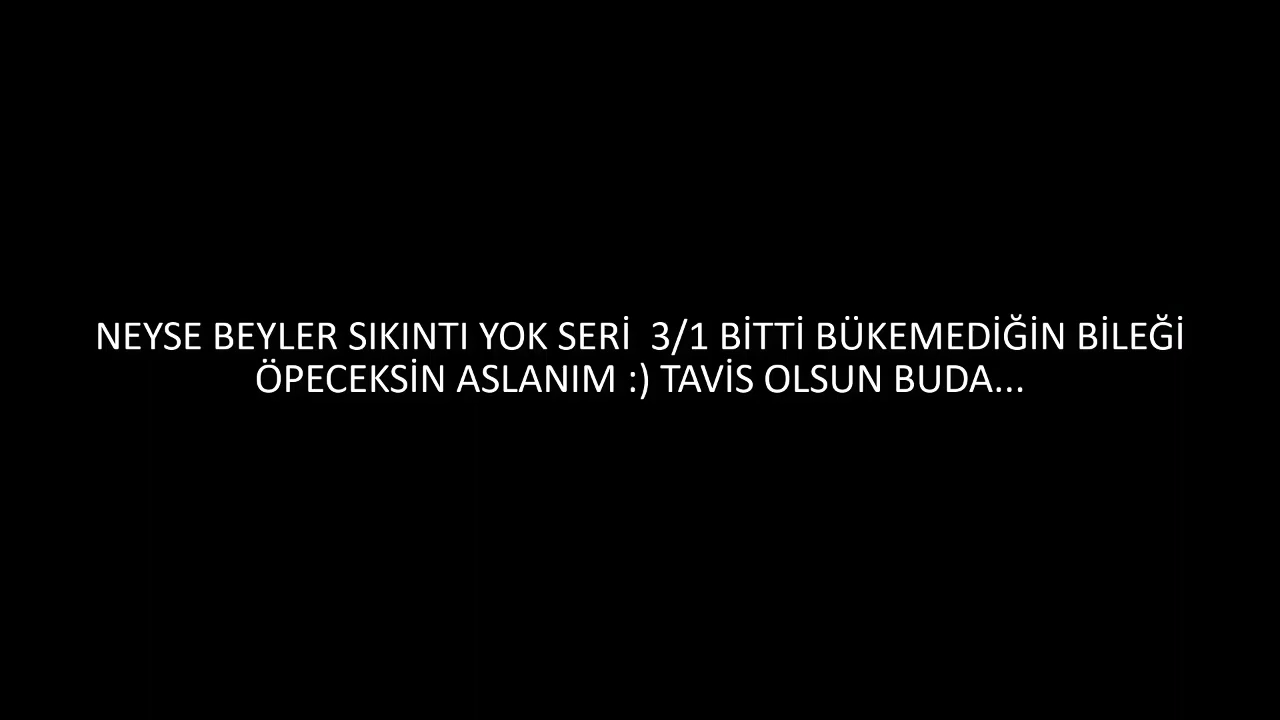 NEYSE BEYLER SIKINTI YOK SERİ  3/1 BİTTİ BÜKEMEDİĞİN BİLEĞİ
ÖPECEKSİN ASLANIM :) TAVİS OLSUN BUDA...